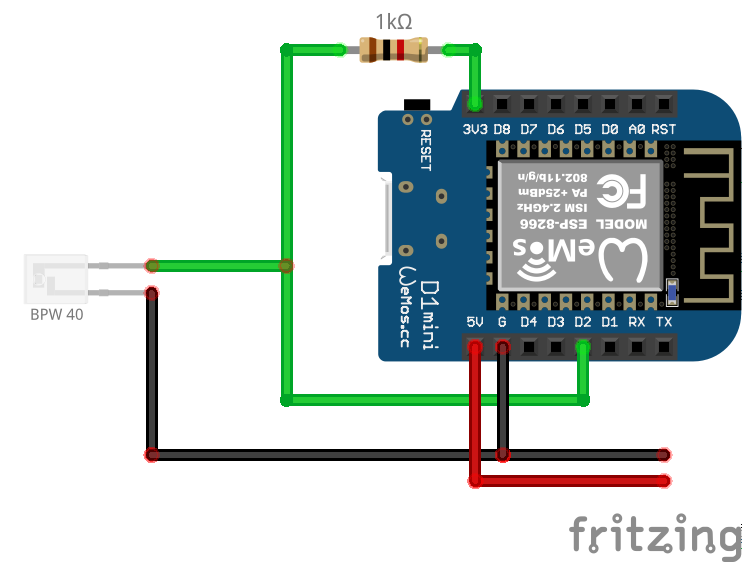 1kΩ
3V3 D8 D7 D6 D5 D0 A0 RST
RESET
802.11b/g/n
PA +25dBm
ISM 2.4GHz
FC
MODEL ESP-8266
WeMos
D1 mini
WeMos.cc
BPW 40
5V G D4 D3 D2 D1 RX TX
fritzing